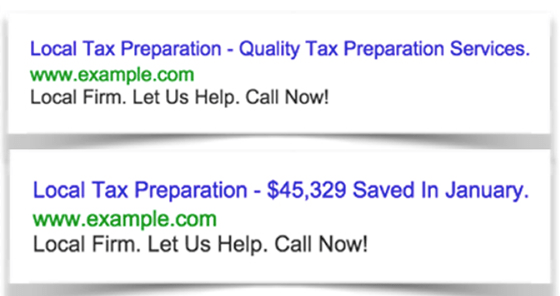 Local Tax Preparation - Quality Tax Preparation Services.
www.example.com
Local Firm. Let Us Help. Call Now!
Local Tax Preparation - $45,329 Saved In January.
www.example.com
Local Firm. Let Us Help. Call Now!